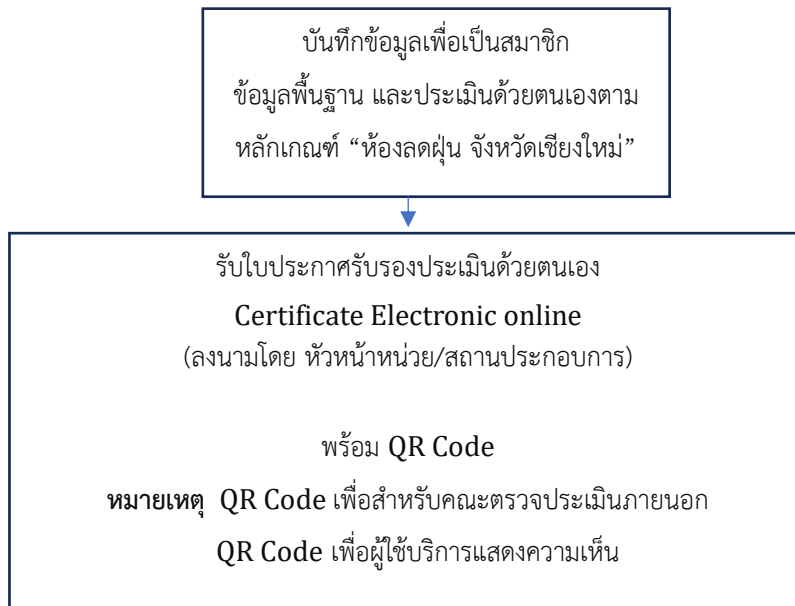 บันทึกข้อมูลเพื่อเป็นสมาชิก
ข้อมูลพื้นฐาน และประเมินด้วยตนเองตาม
หลักเกณฑ์ “ห้องลดฝุ่น จังหวัดเชียงใหม่”
รับใบประกาศรับรองประเมินด้วยตนเอง
Certificate Electronic online
(ลงนามโดย หัวหน้าหน่วย/สถานประกอบการ)
พร้อม QR Code
หมายเหตุ QR Code เพื่อสำหรับคณะตรวจประเมินภายนอก
QR Code เพื่อผู้ใช้บริการแสดงความเห็น